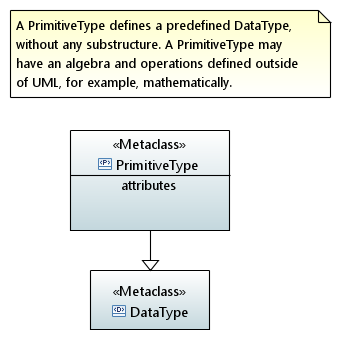 A PrimitiveType defines a predefined DataType,
without any substructure. A PrimitiveType may
have an algebra and operations defined outside
of UML, for example, mathematically.
«Metaclass»
<P> PrimitiveType
attributes
«Metaclass»
<D> DataType